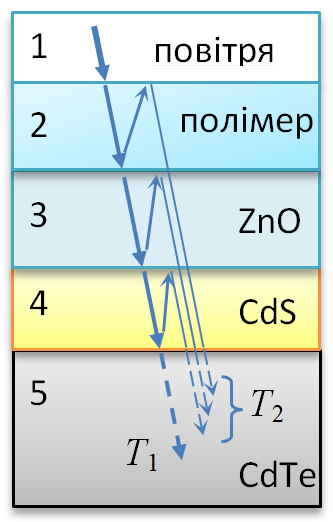 1 повітря
2 полімер
3 ZnO
4 CdS
5
T2
T1
CdTe